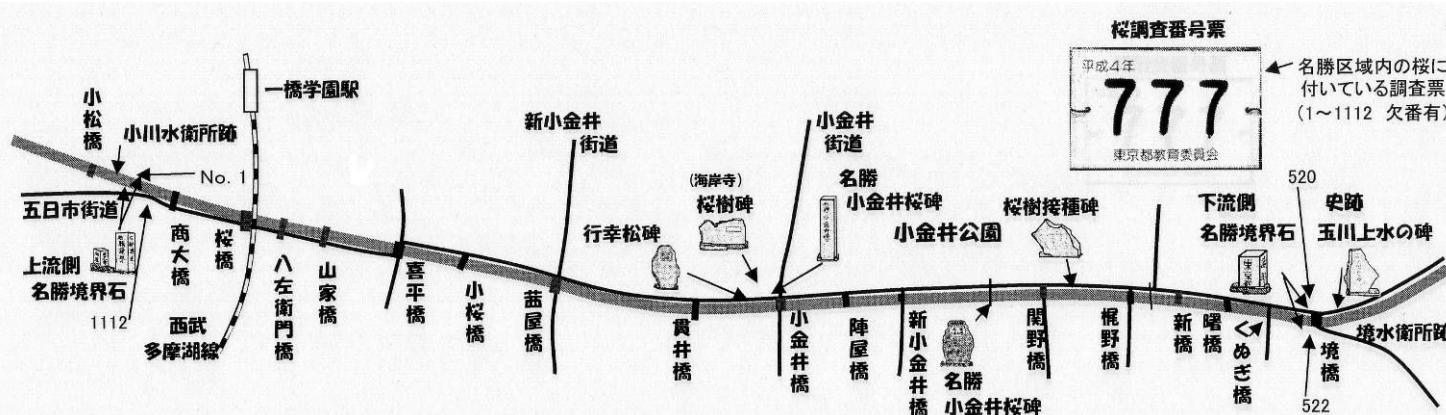 桜調査番号票
平成4年
777
東京都教育委員会
名勝区域内の桜に
付いている調査票
(1～1112 欠番有)
小松橋
小川水衛所跡
No. 1
五日市街道
上流側
名勝境界石
1112
商大橋
桜橋
一橋学園駅
西武
多摩湖線
八左衛門橋
山家橋
喜平橋
小桜橋
新小金井
街道
茜屋橋
行幸松碑
貫井橋
(海岸寺)
桜樹碑
小金井
街道
名勝
小金井桜碑
小金井橋
陣屋橋
小金井公園
新小金井橋
名勝
小金井桜碑
桜樹接種碑
関野橋
梶野橋
新橋
曙橋
くぬぎ橋
下流側
名勝境界石
520
史跡
玉川上水の碑
境橋
522
境水衛所跡